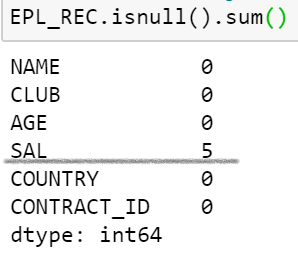 EPL_REC.isnull().sum()
NAME 0
CLUB 0
AGE 0
SAL 5
COUNTRY 0
CONTRACT_ID 0
dtype: int64